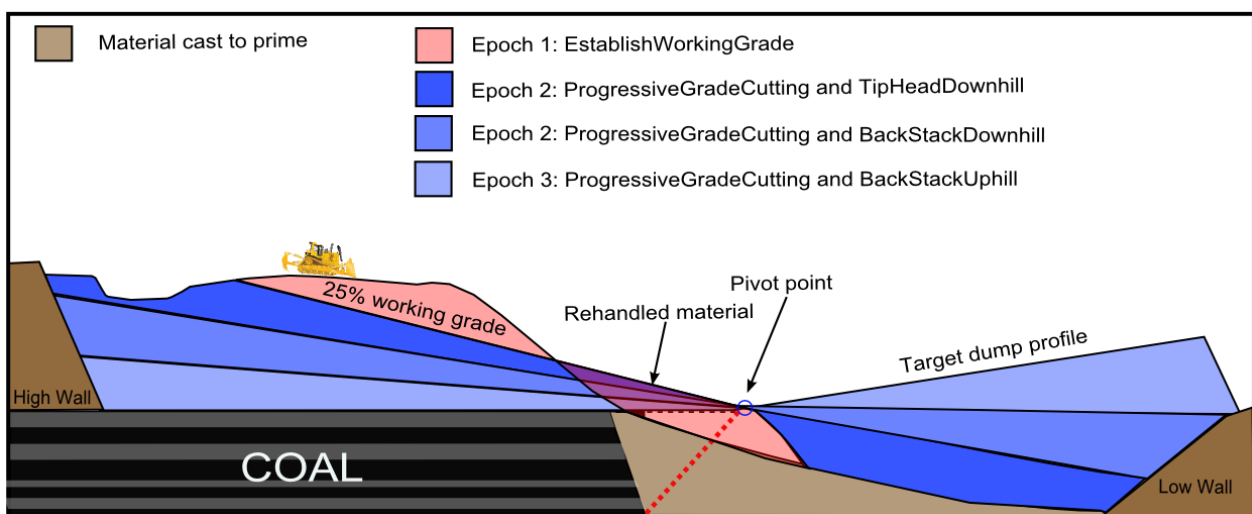 Material cast to prime
Epoch 1: EstablishWorkingGrade
Epoch 2: ProgressiveGradeCutting and TipHeadDownhill
Epoch 2: ProgressiveGradeCutting and BackStackDownhill
Epoch 3: ProgressiveGradeCutting and BackStackUphill
25% working grade
Rehandled material
Pivot point
Target dump profile
High Wall
COAL
Low Wall